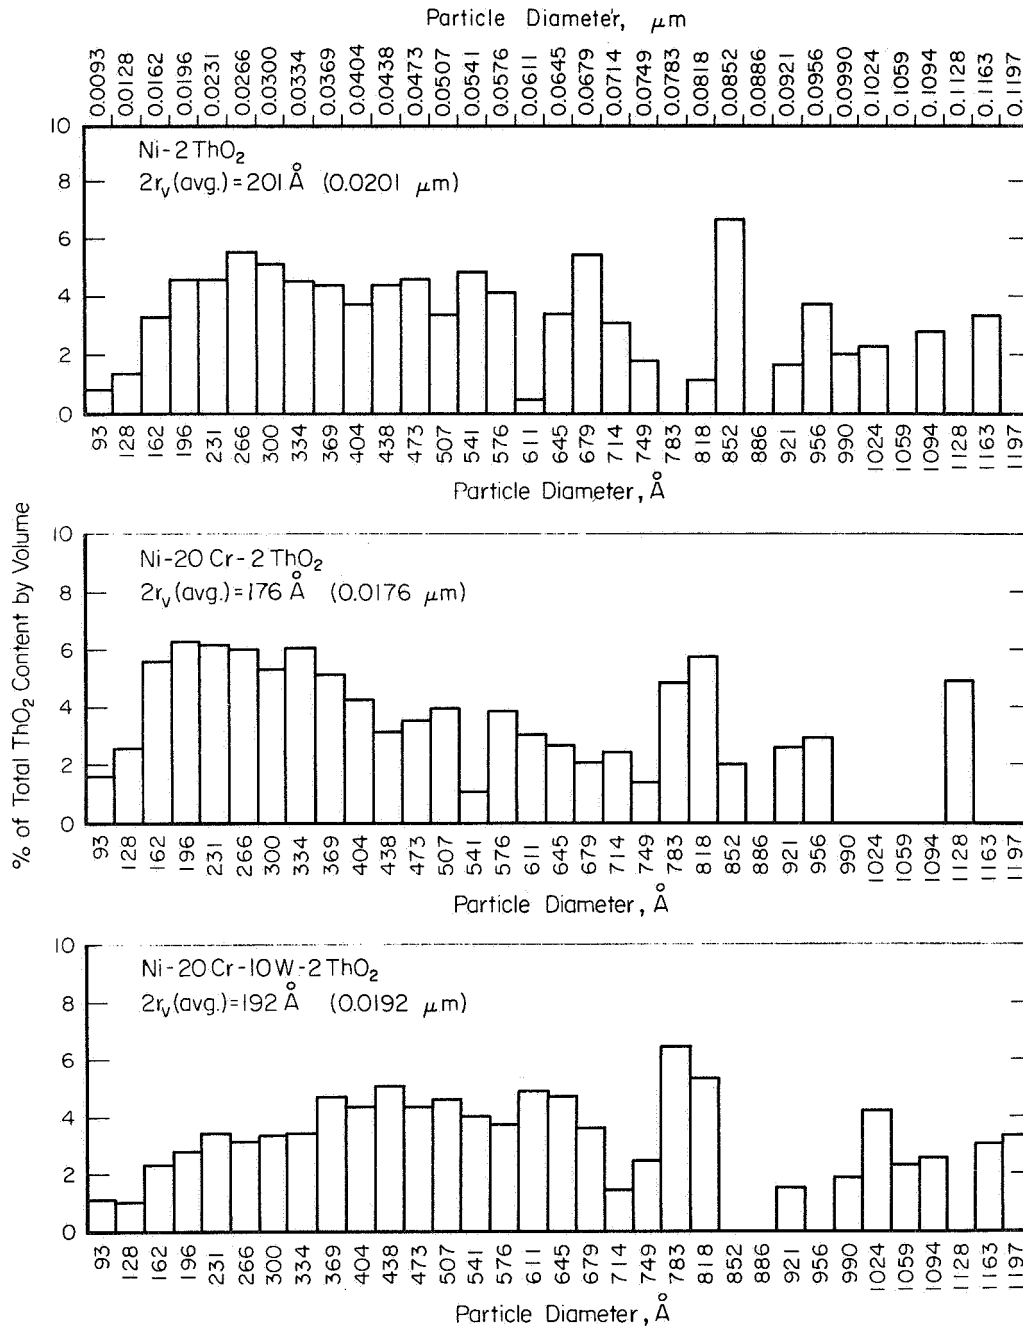 Particle Diameter, μm
0.0093 0.0128 0.0162 0.0196 0.0231 0.0266 0.0300 0.0334 0.0369 0.0404 0.0438 0.0473 0.0507 0.0541 0.0576 0.0611 0.0645 0.0679 0.0714 0.0749 0.0783 0.0818 0.0852 0.0886 0.0921 0.0956 0.0990 0.1024 0.1059 0.1094 0.1128 0.1163 0.1197
10
8
6
4
2
0
Ni-2ThO₂
2rᵥ(avg.)=201 Å (0.0201 μm)
93 128 162 196 231 266 300 334 369 404 438 473 507 541 576 611 645 679 714 749 783 818 852 886 921 956 990 1024 1059 1094 1128 1163 1197
Particle Diameter, Å
% of Total ThO₂ Content by Volume
10
8
6
4
2
0
Ni-20Cr-2ThO₂
2rᵥ(avg.)=176 Å (0.0176 μm)
93 128 162 196 231 266 300 334 369 404 438 473 507 541 576 611 645 679 714 749 783 818 852 886 921 956 990 1024 1059 1094 1128 1163 1197
Particle Diameter, Å
10
8
6
4
2
0
Ni-20Cr-10W-2ThO₂
2rᵥ(avg.)=192 Å (0.0192 μm)
93 128 162 196 231 266 300 334 369 404 438 473 507 541 576 611 645 679 714 749 783 818 852 886 921 956 990 1024 1059 1094 1128 1163 1197
Particle Diameter, Å